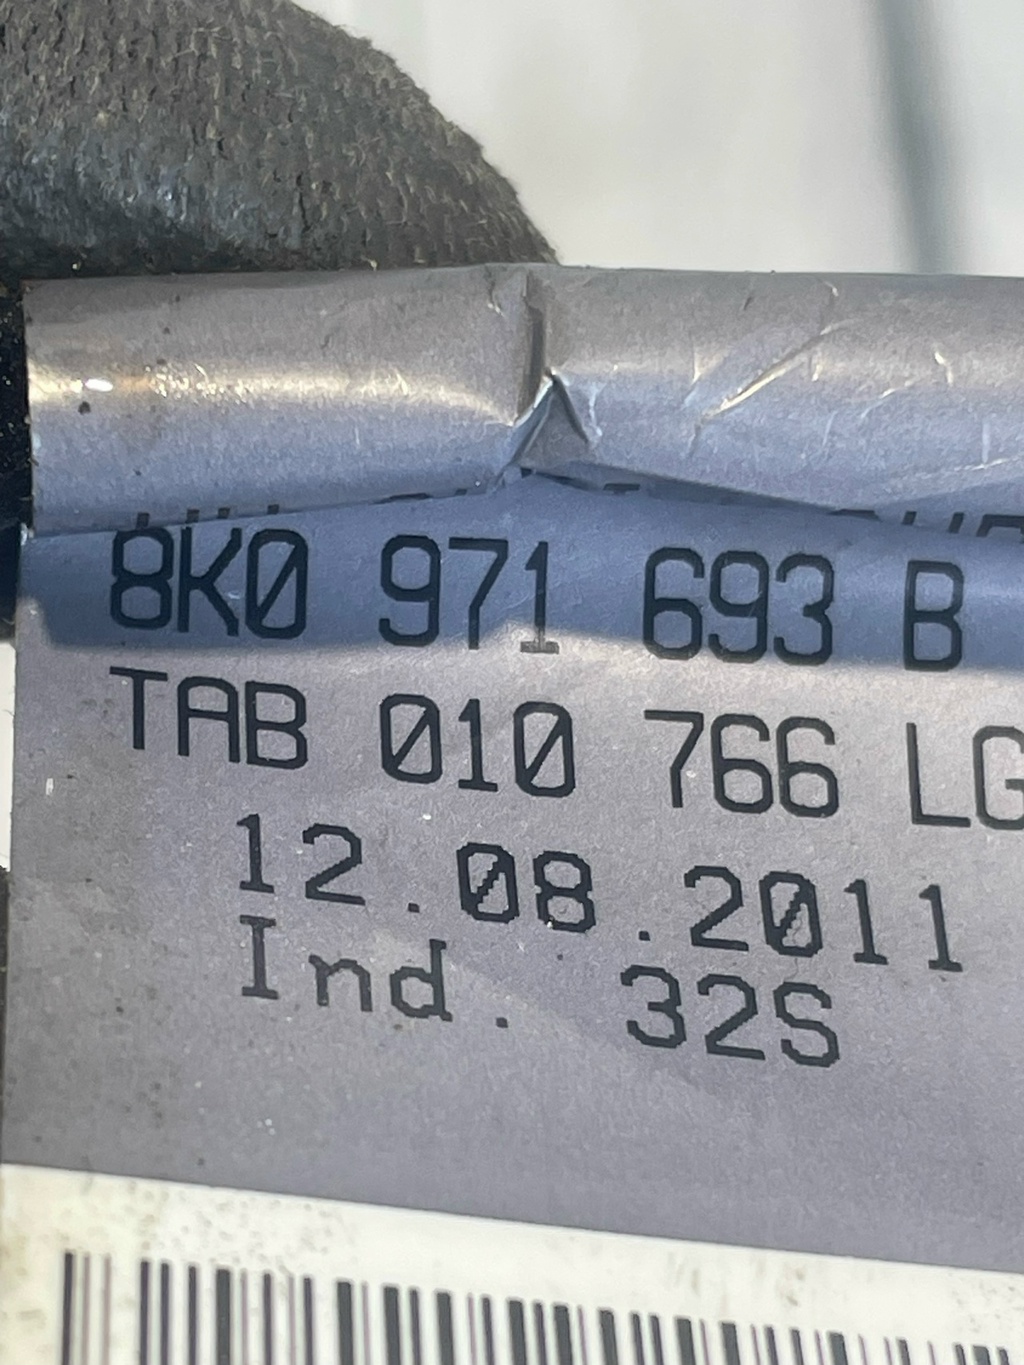 8K0 971 693 B
TAB 010 766 LG
12.08.2011
Ind. 32S